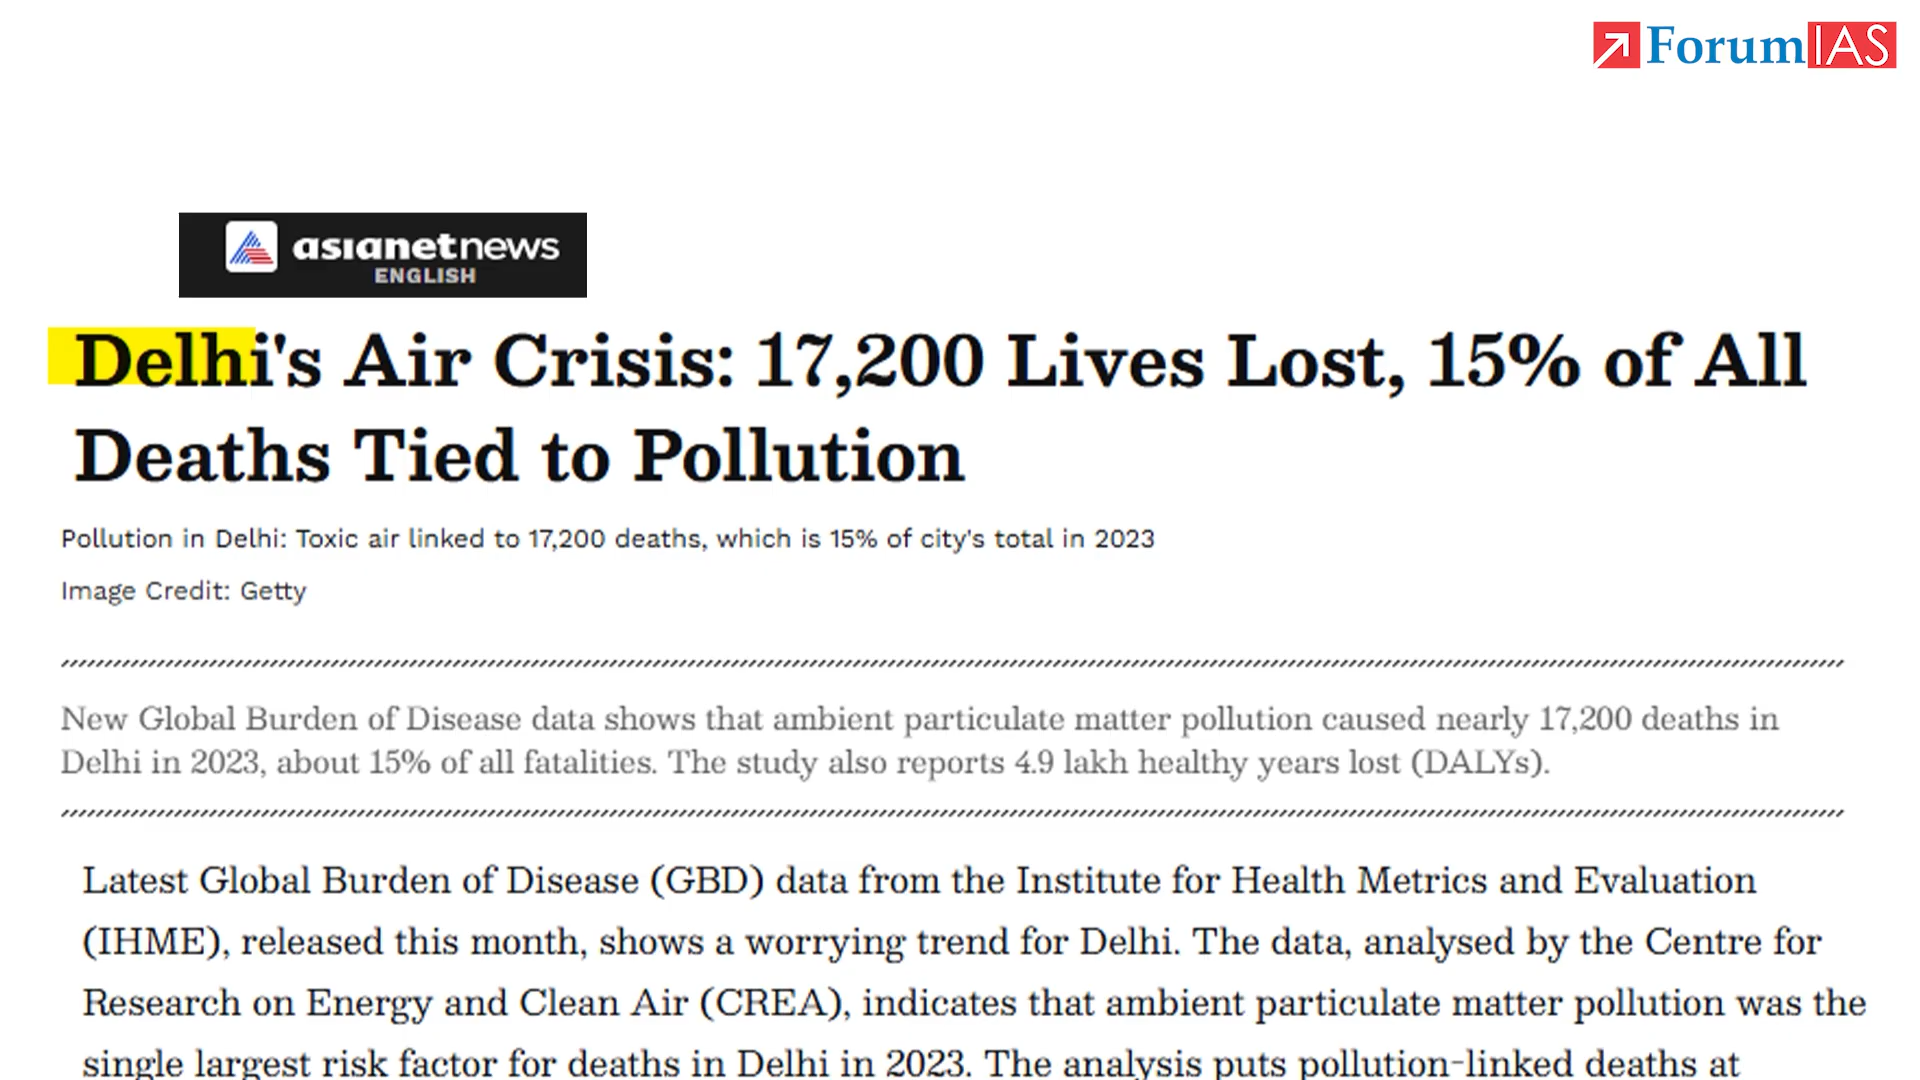 ForumIAS
asianetnews
ENGLISH
Delhi's Air Crisis: 17,200 Lives Lost, 15% of All
Deaths Tied to Pollution
Pollution in Delhi: Toxic air linked to 17,200 deaths, which is 15% of city's total in 2023
Image Credit: Getty
New Global Burden of Disease data shows that ambient particulate matter pollution caused nearly 17,200 deaths in
Delhi in 2023, about 15% of all fatalities. The study also reports 4.9 lakh healthy years lost (DALYs).
Latest Global Burden of Disease (GBD) data from the Institute for Health Metrics and Evaluation
(IHME), released this month, shows a worrying trend for Delhi. The data, analysed by the Centre for
Research on Energy and Clean Air (CREA), indicates that ambient particulate matter pollution was the
single largest risk factor for deaths in Delhi in 2023. The analysis puts pollution-linked deaths at